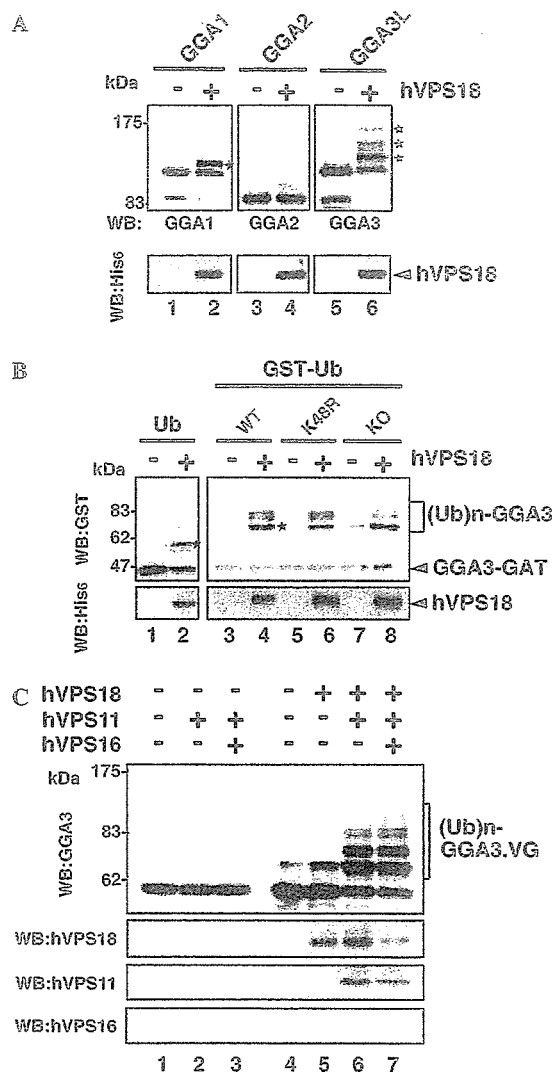 A
GGA1 GGA2 GGA3L
kDa - + - + - + hVPS18
175-
83-
WB: GGA1 GGA2 GGA3
WB:His6
hVPS18
1 2 3 4 5 6
B
GST-Ub
Ub WT K48R KO
- + - + - + - + hVPS18
kDa
WB:GST
83-
62-
47-
(Ub)n-GGA3
GGA3-GAT
WB:His6
hVPS18
1 2 3 4 5 6 7 8
C
hVPS18 - - - - + + +
hVPS11 - + + - - + +
hVPS16 - - + - - - +
kDa
175-
WB:GGA3
83-
62-
(Ub)n-
GGA3.VG
WB:hVPS18
WB:hVPS11
WB:hVPS16
1 2 3 4 5 6 7